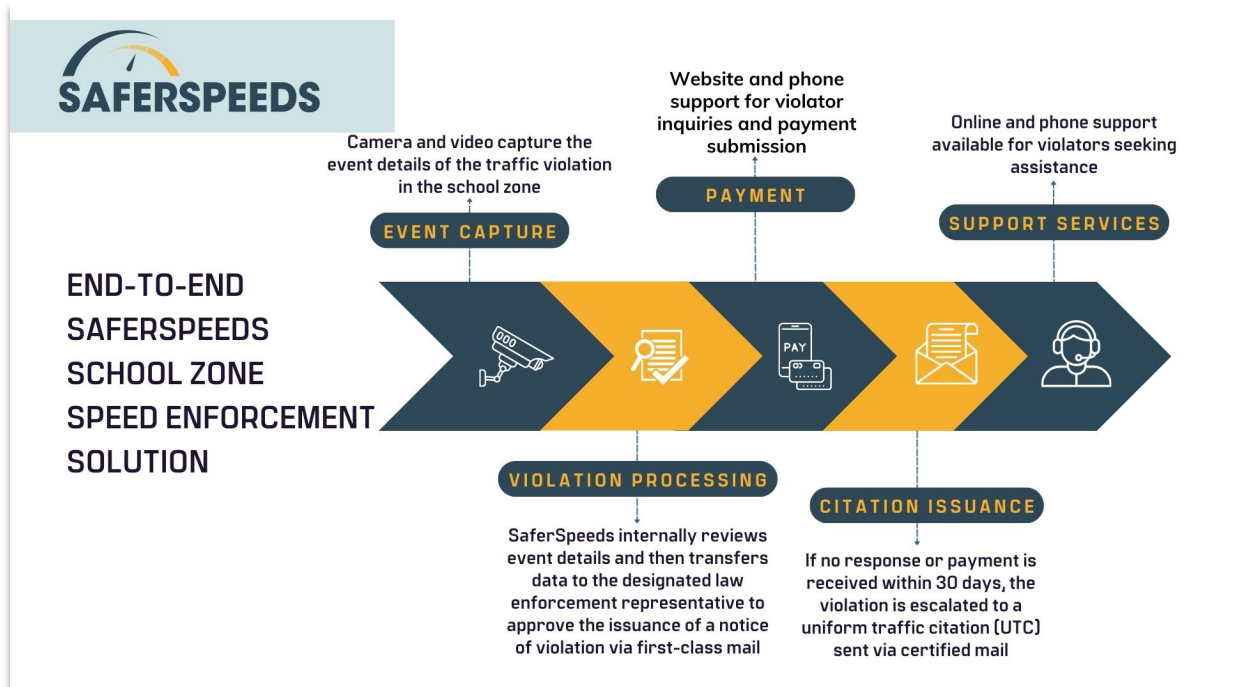 SAFERSPEEDS
END-TO-END
SAFERSPEEDS
SCHOOL ZONE
SPEED ENFORCEMENT
SOLUTION
Camera and video capture the
event details of the traffic violation
in the school zone
EVENT CAPTURE
VIOLATION PROCESSING
SaferSpeeds internally reviews
event details and then transfers
data to the designated law
enforcement representative to
approve the issuance of a notice
of violation via first-class mail
Website and phone
support for violator
inquiries and payment
submission
PAYMENT
PAY
CITATION ISSUANCE
If no response or payment is
received within 30 days, the
violation is escalated to a
uniform traffic citation (UTC)
sent via certified mail
Online and phone support
available for violators seeking
assistance
SUPPORT SERVICES